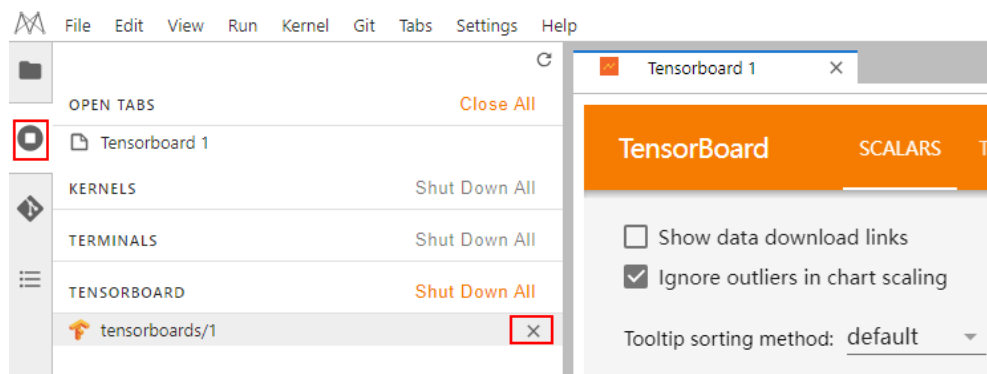 File Edit View Run Kernel Git Tabs Settings Help
OPEN TABS Close All
Tensorboard 1
KERNELS Shut Down All
TERMINALS Shut Down All
TENSORBOARD Shut Down All
tensorboards/1
Tensorboard 1
TensorBoard SCALARS
Show data download links
Ignore outliers in chart scaling
Tooltip sorting method: default